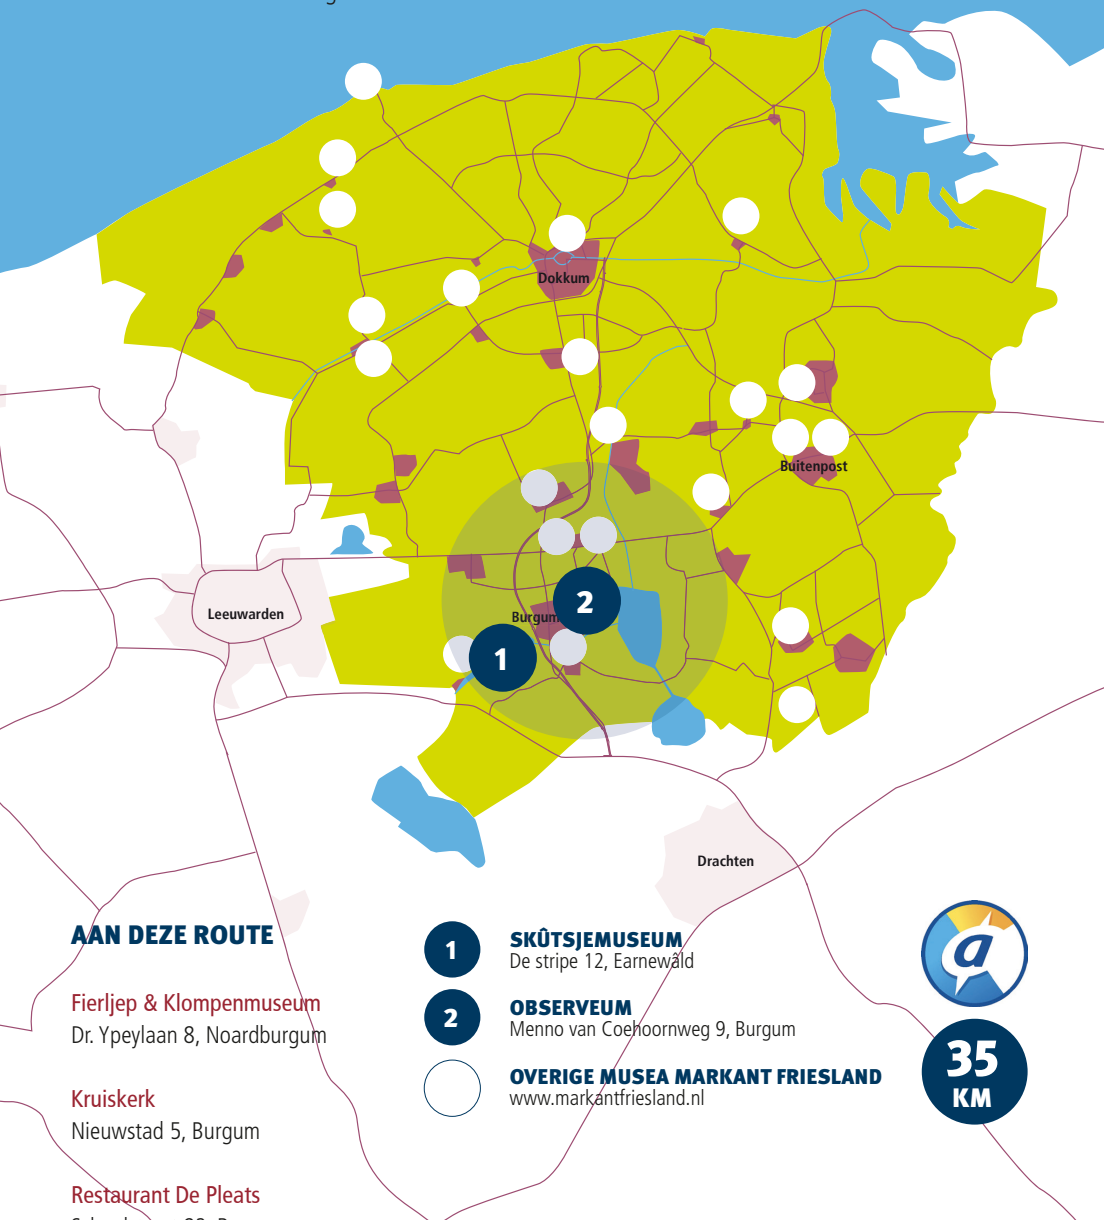 Dokkum
Buitenpost
Leeuwarden
Burgum
2
1
Drachten
AAN DEZE ROUTE
Fierljep & Klompenmuseum
Dr. Ypeylaan 8, Noardburgum
Kruiskerk
Nieuwstad 5, Burgum
Restaurant De Pleats
1
SKÛTSJEMUSEUM
De stripe 12, Earnewâld
2
OBSERVEUM
Menno van Coehoornweg 9, Burgum
OVERIGE MUSEA MARKANT FRIESLAND
www.markantfriesland.nl
a
35
KM